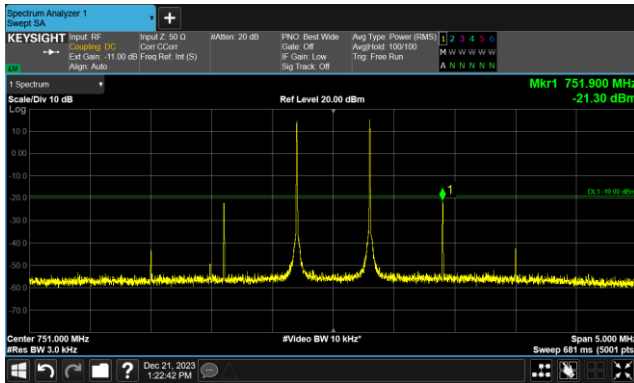 Spectrum Analyzer 1
Swept SA
+
KEYSIGHT Input: RF Input Z: 50 Ω #Atten: 20 dB PNO: Best Wide Avg Type: Power (RMS) 1 2 3 4 5 6
Coupling: DC Corr CCorr Gate: Off Avg|Hold: 100/100 M W W W W W
Ext Gain: -11.00 dB Freq Ref: Int (S) IF Gain: Low Trig: Free Run
Align: Auto Sig Track: Off A N N N N N
1 Spectrum
Mkr1 751.900 MHz
Scale/Div 10 dB Ref Level 20.00 dBm -21.30 dBm
Log
10.0
0.00
-10.0
1
DL1 -19.00 dBm
-20.0
-30.0
-40.0
-50.0
-60.0
-70.0
Center 751.000 MHz #Video BW 10 kHz* Span 5.000 MHz
#Res BW 3.0 kHz Sweep 681 ms (5001 pts)
? Dec 21, 2023
1:22:42 PM